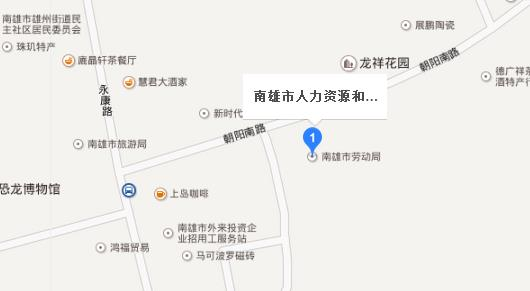 南雄市雄州街道民
主社区居民委员会
珠玑特产
鹿晶轩茶餐厅
慧君大酒家
永康路
展鹏陶瓷
龙祥花园
朝阳南路
德广祥茶
酒特产行
南雄市人力资源和...
新时代
朝阳南路
1
南雄市旅游局
南雄市劳动局
恐龙博物馆
上岛咖啡
南雄市外来投资企
业招用工服务站
鸿福贸易
马可波罗磁砖